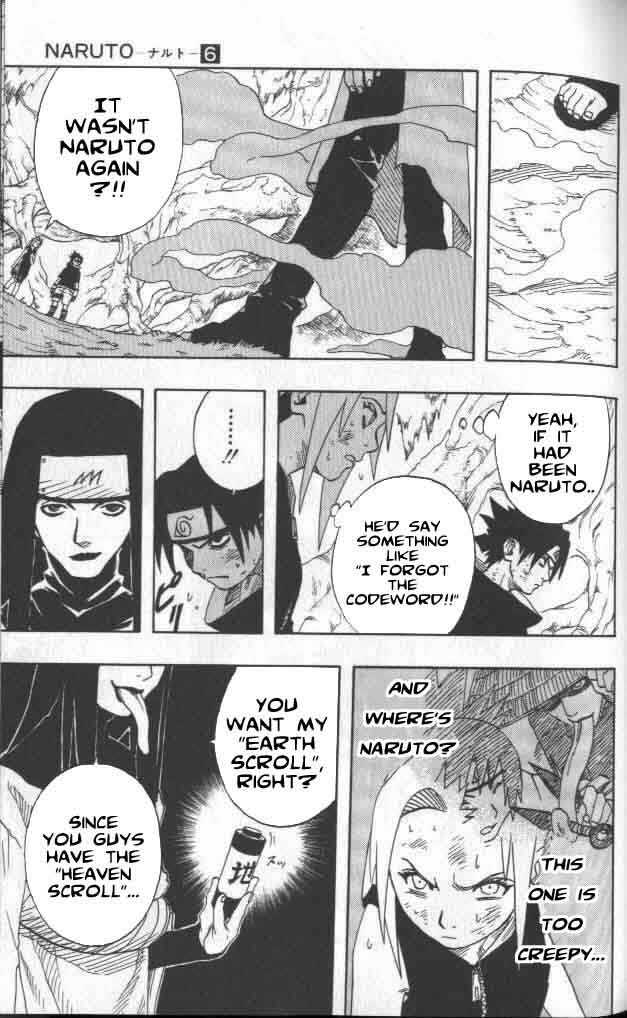 NARUTO —ナルト— 6
IT
WASN'T
NARUTO
AGAIN
?!!
YEAH,
IF IT
HAD
BEEN
NARUTO..
HE'D SAY
SOMETHING
LIKE
"I FORGOT
THE
CODEWORD!!"
......!!
AND
WHERE'S
NARUTO?
THIS
ONE IS
TOO
CREEPY...
YOU
WANT MY
"EARTH
SCROLL",
RIGHT?
スッ
地
SINCE
YOU GUYS
HAVE THE
"HEAVEN
SCROLL"...